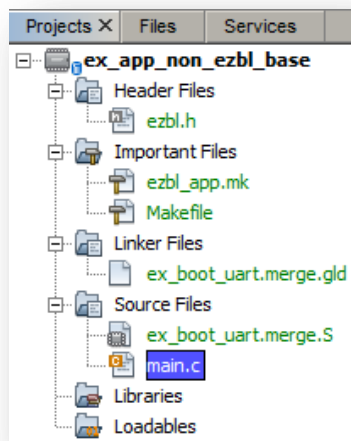 Projects X Files Services
ex_app_non_ezbl_base
Header Files
ezbl.h
Important Files
ezbl_app.mk
Makefile
Linker Files
ex_boot_uart.merge.gld
Source Files
ex_boot_uart.merge.S
main.c
Libraries
Loadables